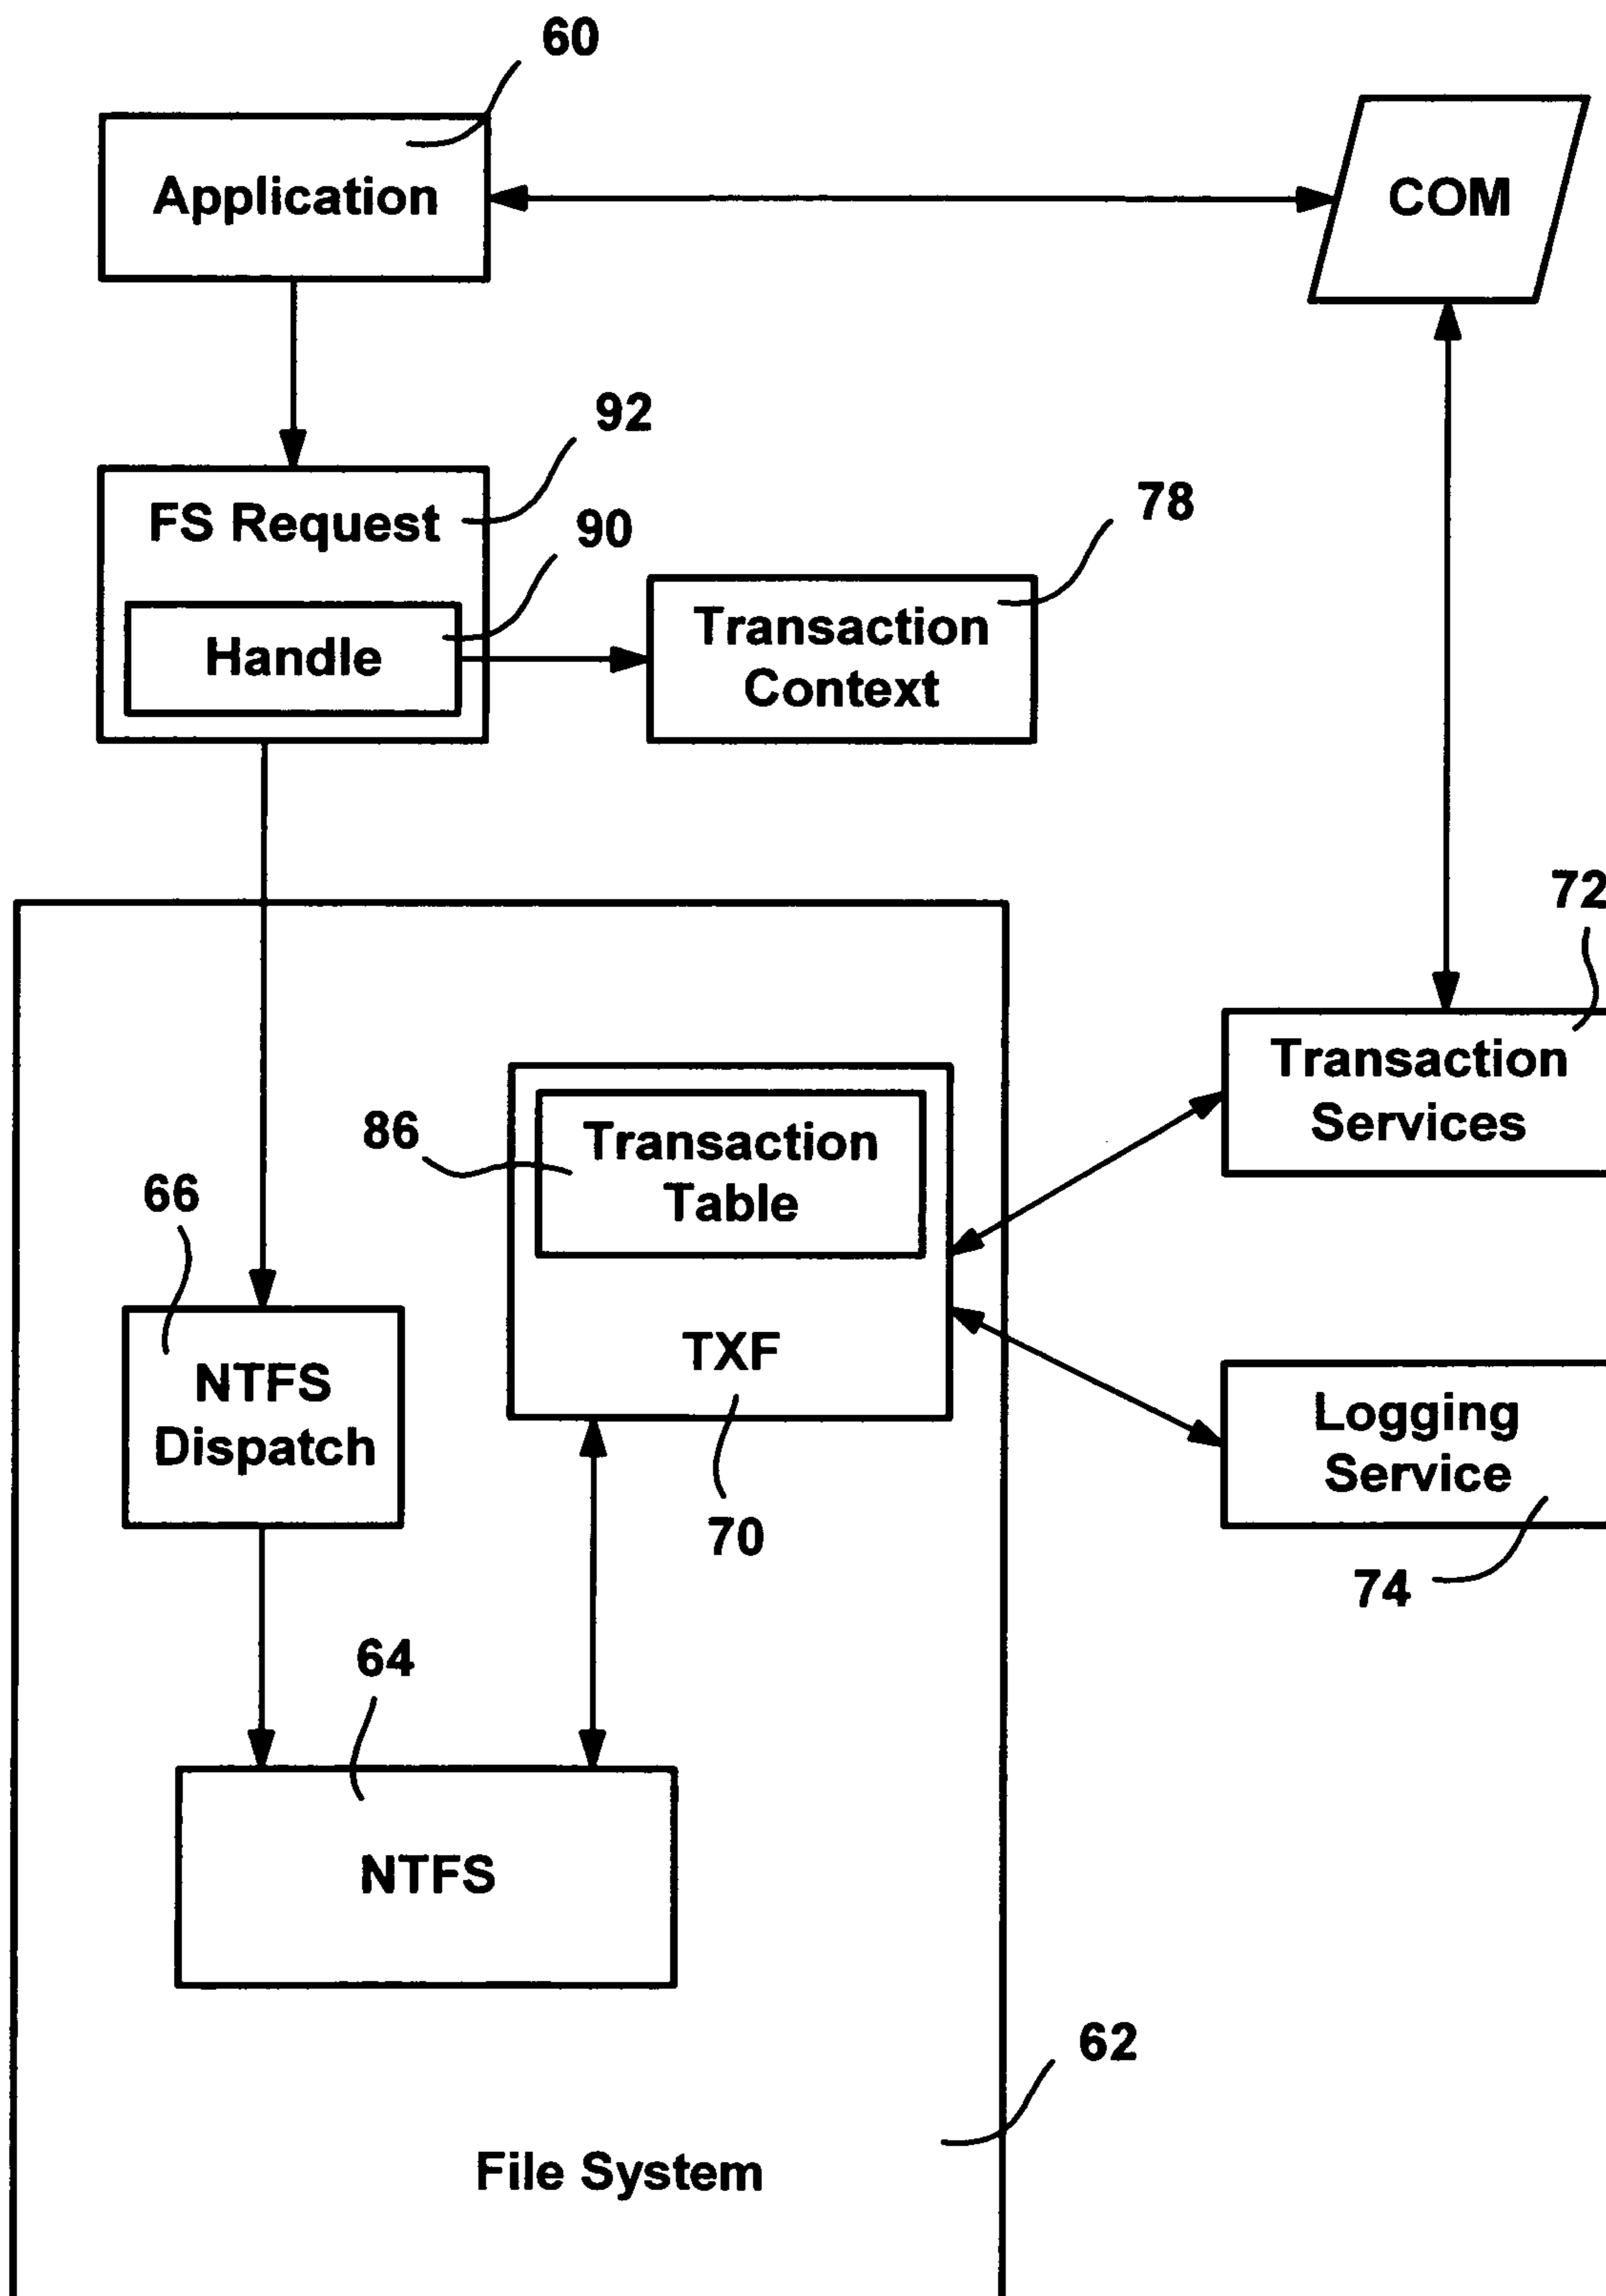 60
Application
COM
92
FS Request
90
Handle
78
Transaction
Context
72
Transaction
Services
86
Transaction
Table
66
NTFS
Dispatch
TXF
70
Logging
Service
74
64
NTFS
62
File System